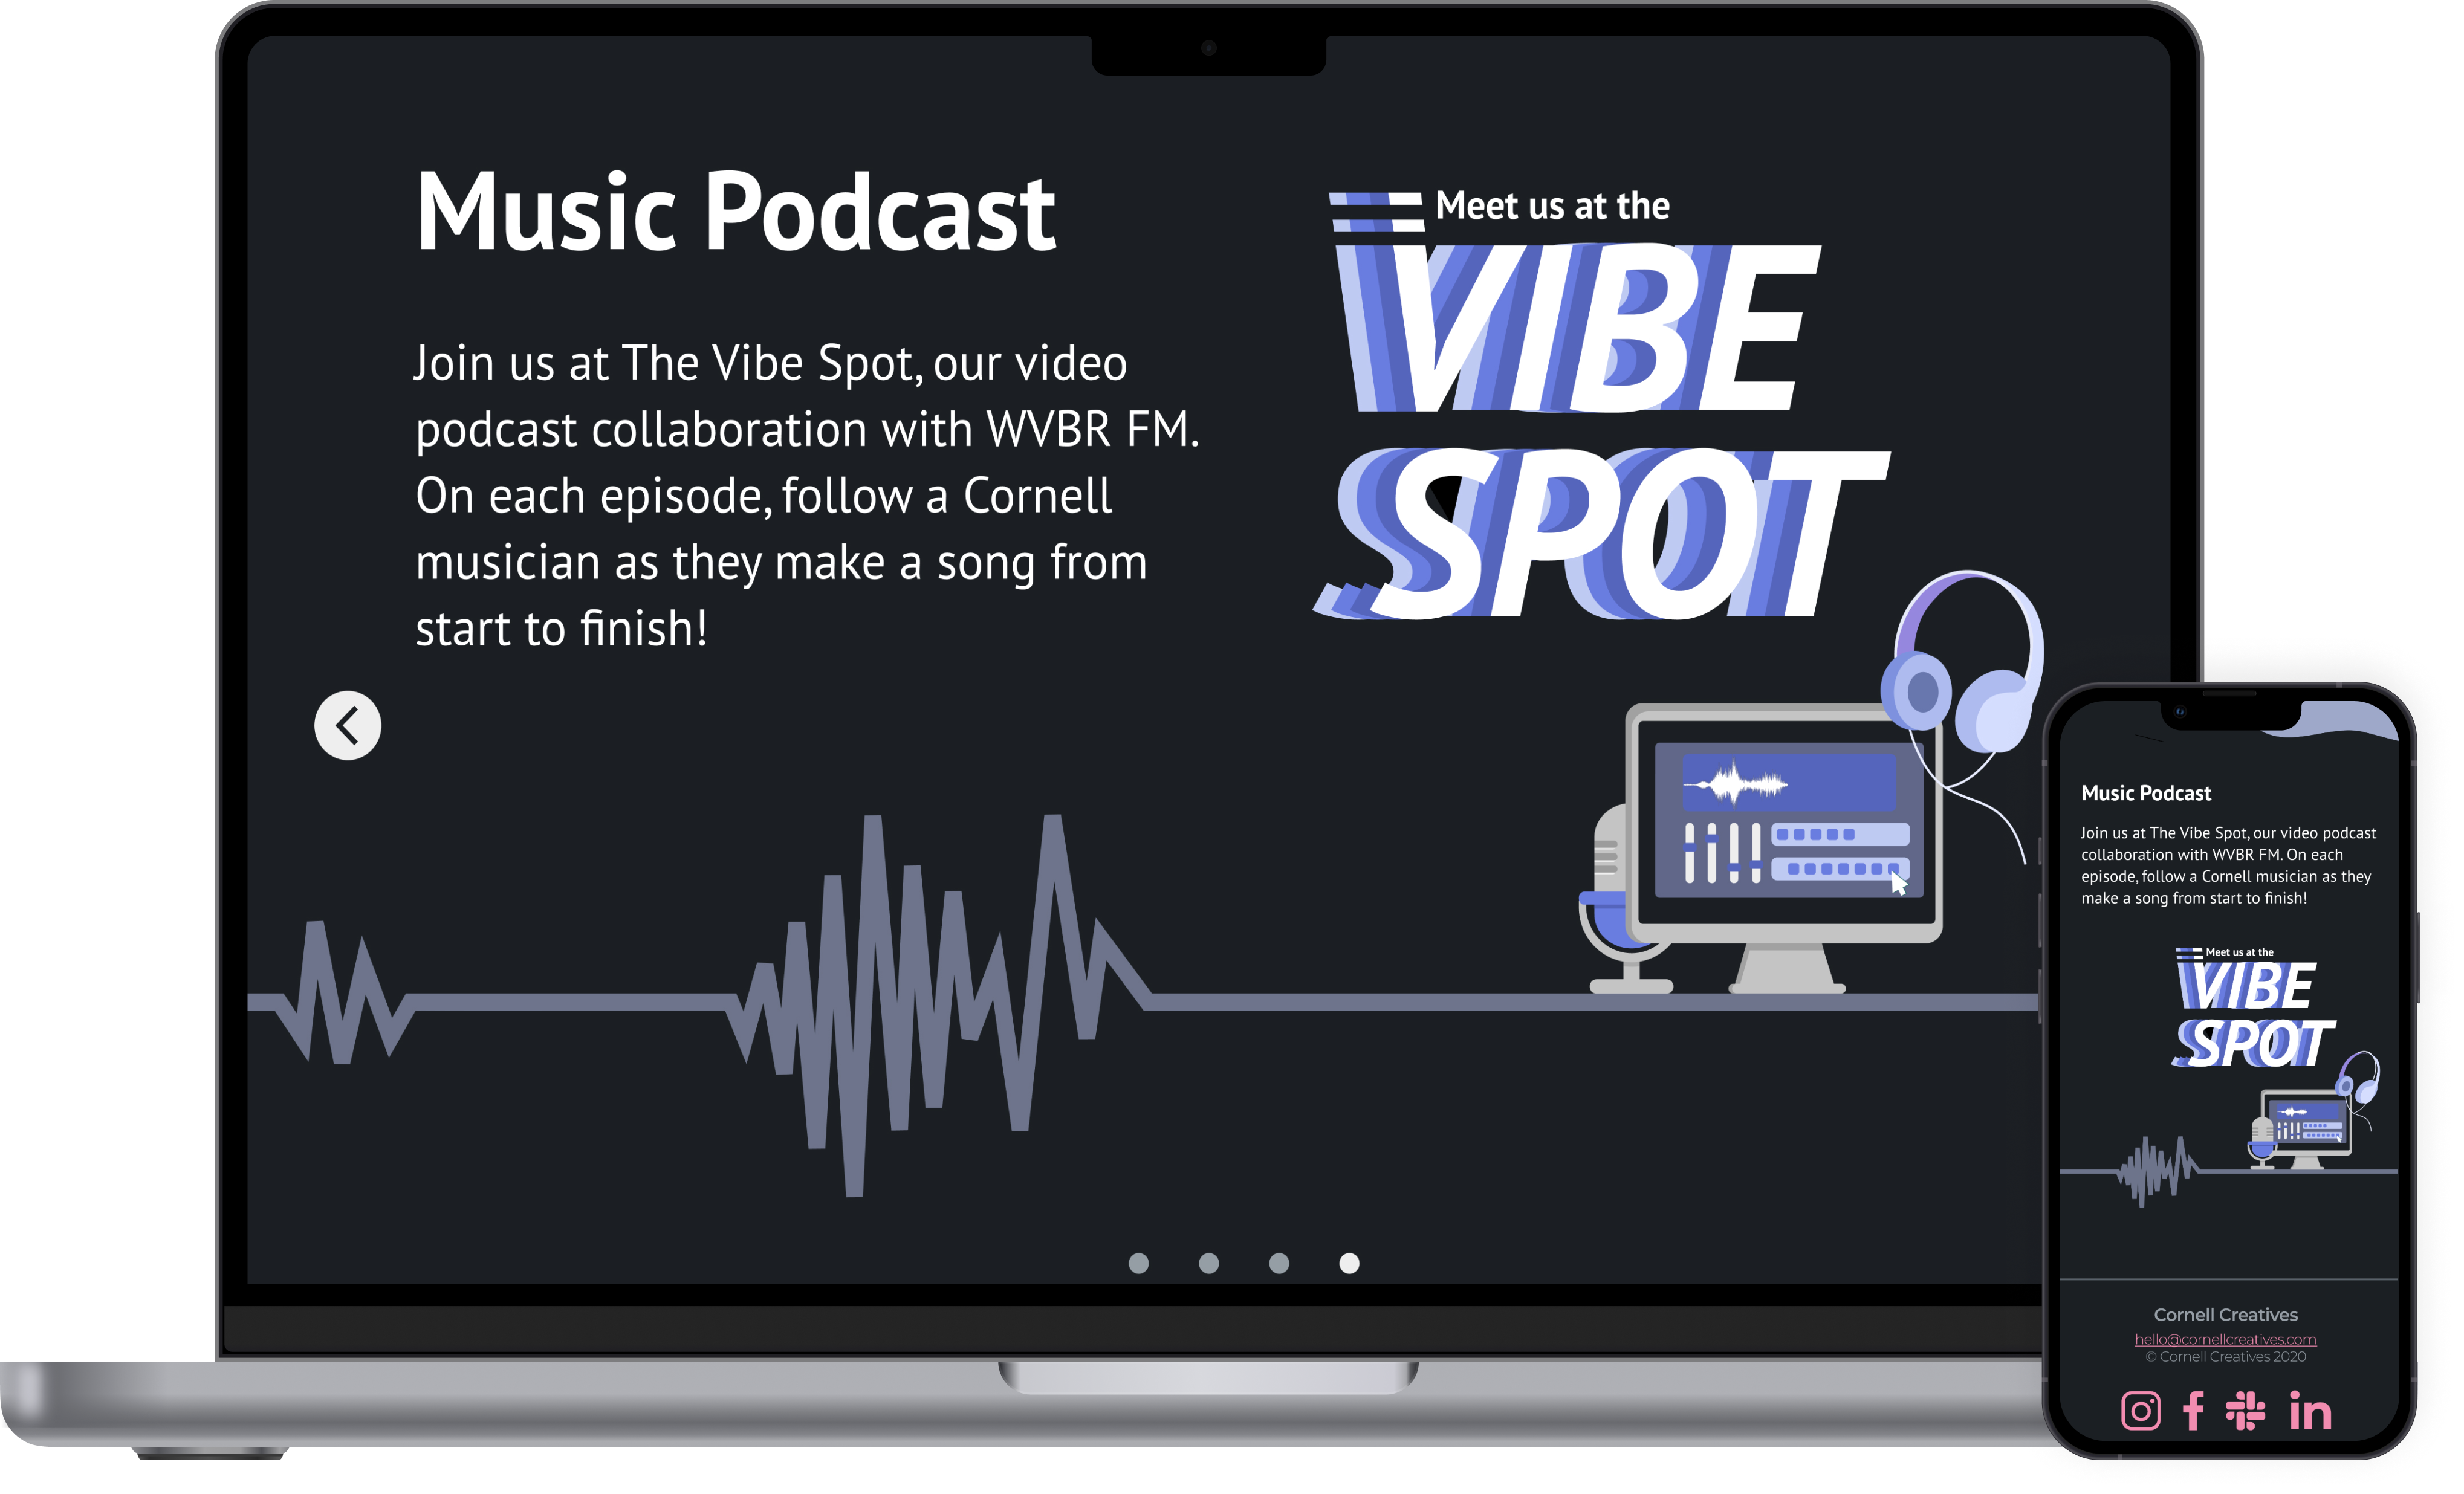 Music Podcast
Join us at The Vibe Spot, our video
podcast collaboration with WVBR FM.
On each episode, follow a Cornell
musician as they make a song from
start to finish!
Meet us at the
VIBE
SPOT
Music Podcast
Join us at The Vibe Spot, our video podcast
collaboration with WVBR FM. On each
episode, follow a Cornell musician as they
make a song from start to finish!
Meet us at the
VIBE
SPOT
Cornell Creatives
hello@cornellcreatives.com
© Cornell Creatives 2020